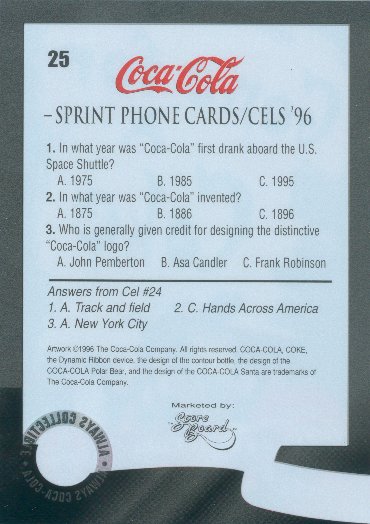 25
Coca-Cola
– SPRINT PHONE CARDS/CELS '96
1. In what year was "Coca-Cola" first drank aboard the U.S.
Space Shuttle?
A. 1975 B. 1985 C. 1995
2. In what year was "Coca-Cola" invented?
A. 1875 B. 1886 C. 1896
3. Who is generally given credit for designing the distinctive
"Coca-Cola" logo?
A. John Pemberton B. Asa Candler C. Frank Robinson
Answers from Cel #24
1. A. Track and field 2. C. Hands Across America
3. A. New York City
Artwork ©1996 The Coca-Cola Company. All rights reserved. COCA-COLA, COKE,
the Dynamic Ribbon device, the design of the contour bottle, the design of the
COCA-COLA Polar Bear, and the design of the COCA-COLA Santa are trademarks of
The Coca-Cola Company.
Marketed by:
Score Board
ALWAYS COLLECTIBLE • ALWAYS COCA-COLA •